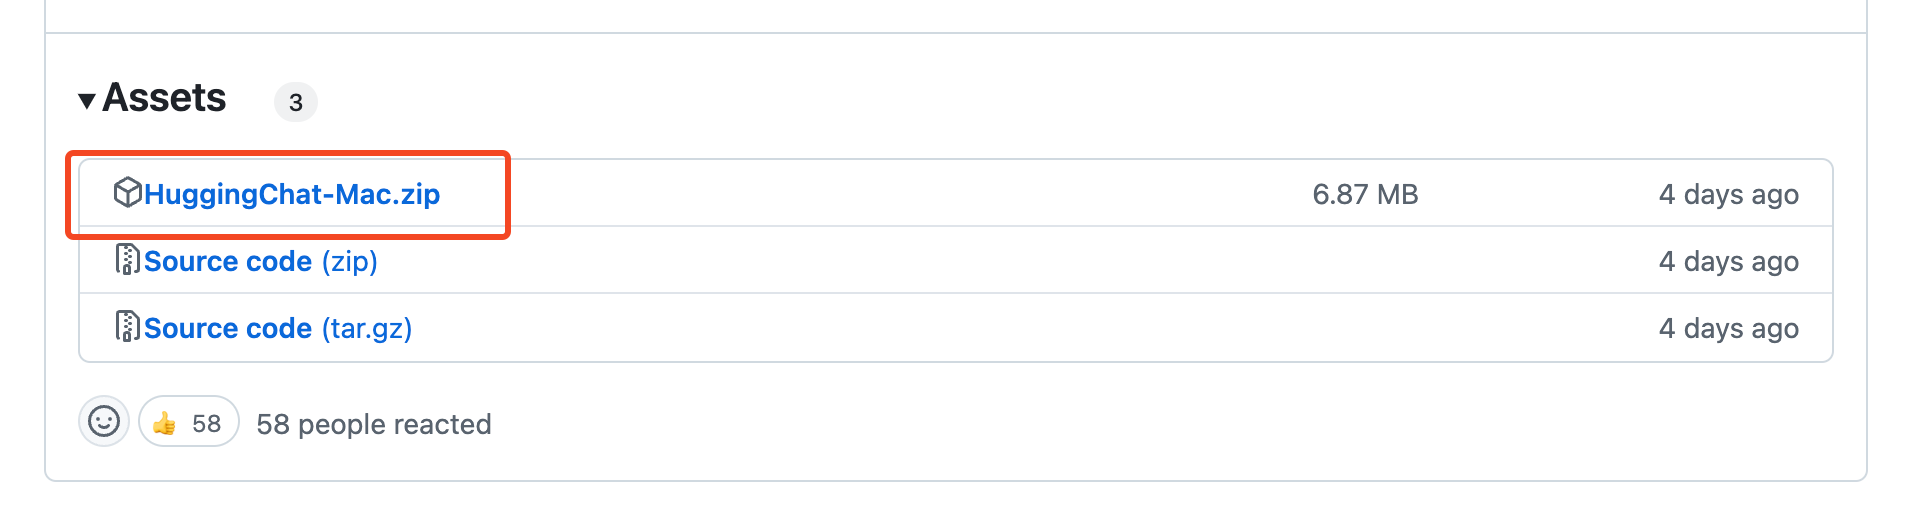 Assets 3
HuggingChat-Mac.zip 6.87 MB 4 days ago
Source code (zip) 4 days ago
Source code (tar.gz) 4 days ago
👍 58 58 people reacted